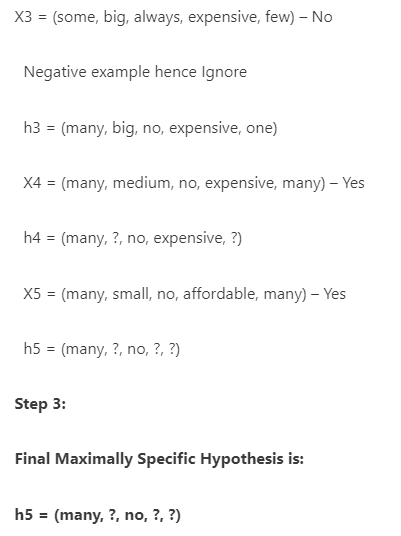 X3 = (some, big, always, expensive, few) – No
Negative example hence Ignore
h3 = (many, big, no, expensive, one)
X4 = (many, medium, no, expensive, many) – Yes
h4 = (many, ?, no, expensive, ?)
X5 = (many, small, no, affordable, many) – Yes
h5 = (many, ?, no, ?, ?)
Step 3:
Final Maximally Specific Hypothesis is:
h5 = (many, ?, no, ?, ?)